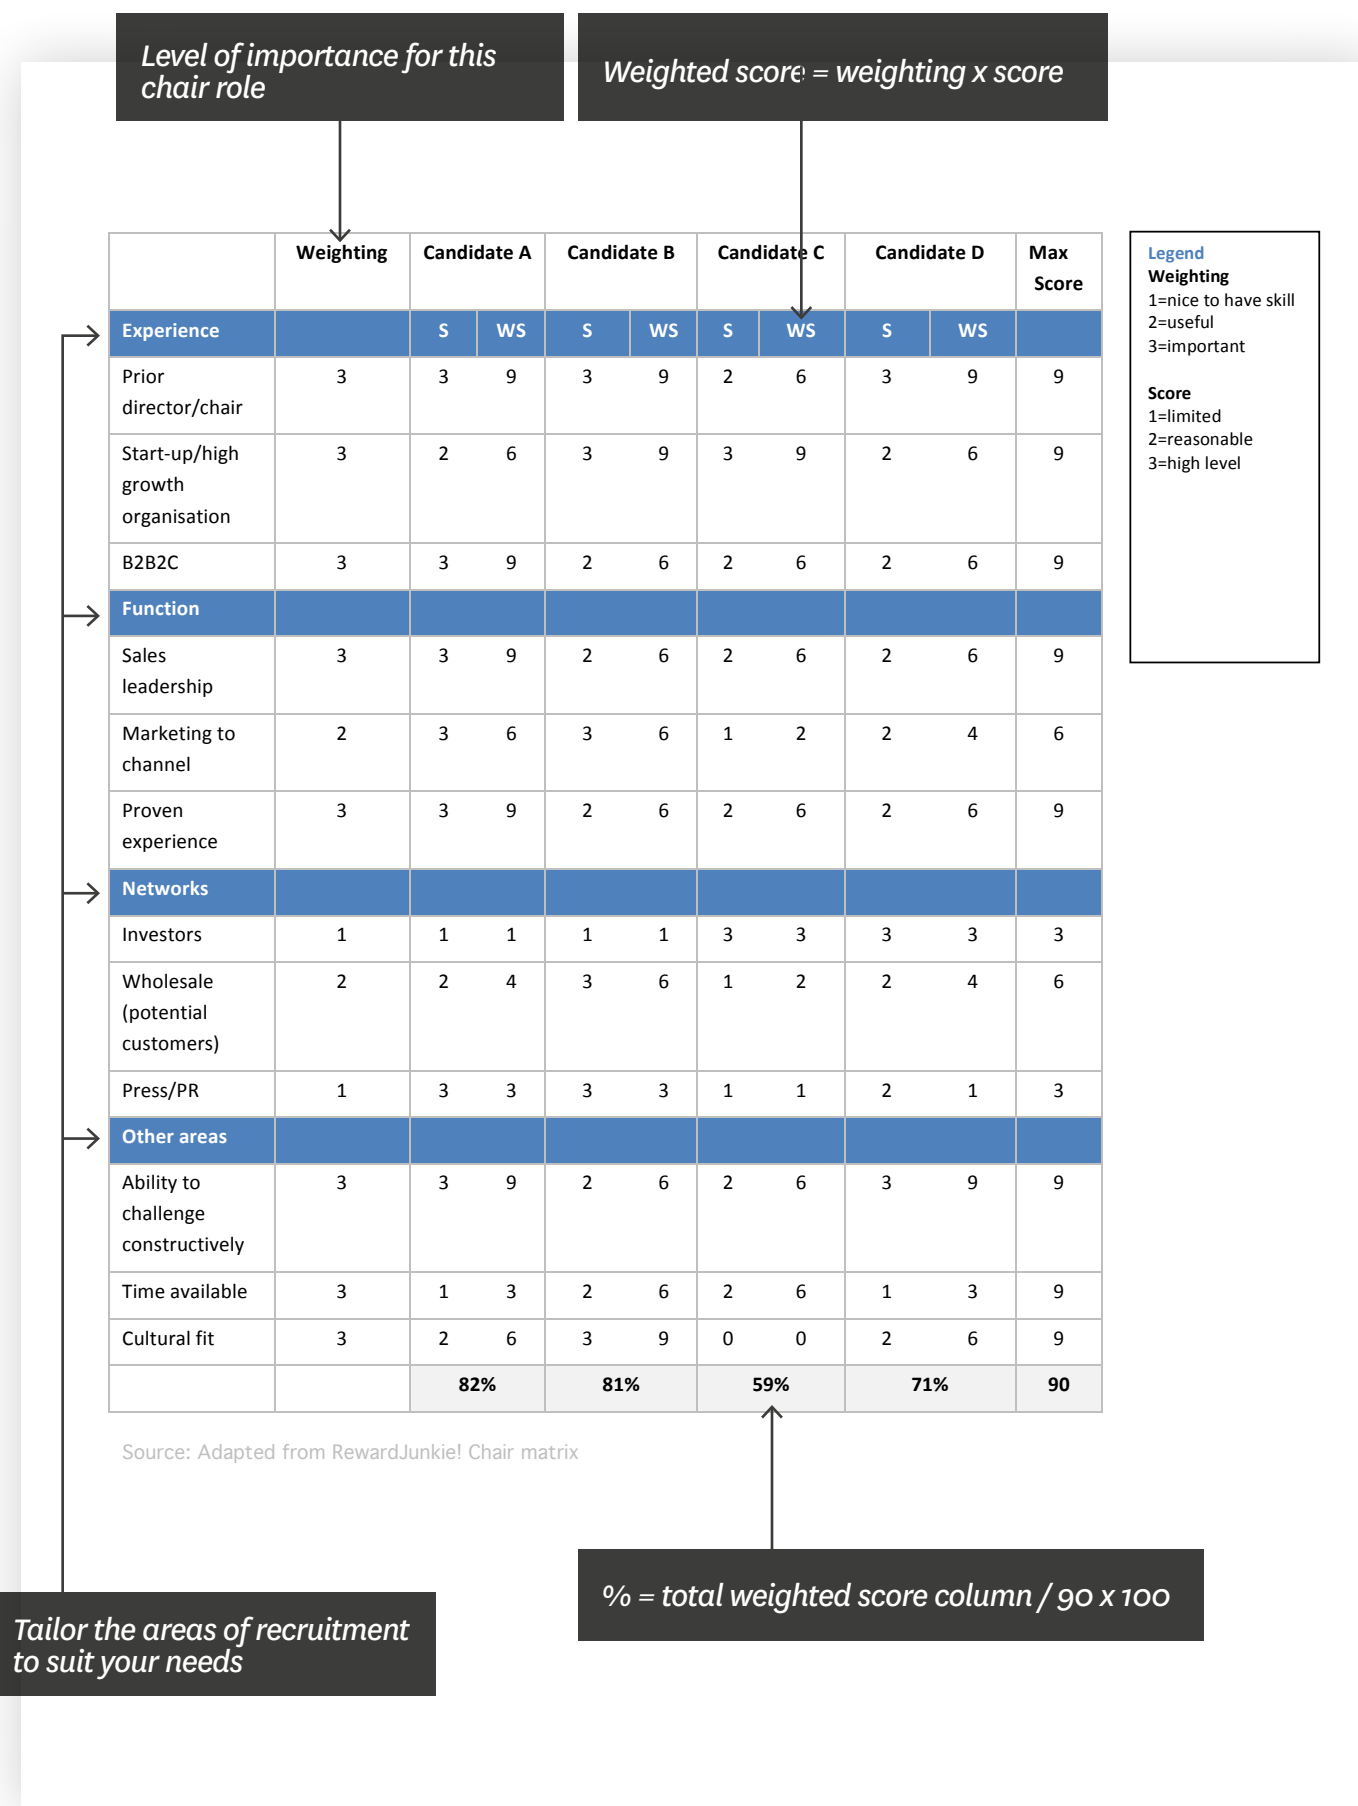 Level of importance for this
chair role
Weighted score = weighting x score
Weighting Candidate A Candidate B Candidate C Candidate D Max
Score
Experience S WS S WS S WS S WS
Prior 3 3 9 3 9 2 6 3 9 9
director/chair
Start-up/high 3 2 6 3 9 3 9 2 6 9
growth
organisation
B2B2C 3 3 9 2 6 2 6 2 6 9
Function
Sales 3 3 9 2 6 2 6 2 6 9
leadership
Marketing to 2 3 6 3 6 1 2 2 4 6
channel
Proven 3 3 9 2 6 2 6 2 6 9
experience
Networks
Investors 1 1 1 1 1 3 3 3 3 3
Wholesale 2 2 4 3 6 1 2 2 4 6
(potential
customers)
Press/PR 1 3 3 3 3 1 1 2 1 3
Other areas
Ability to 3 3 9 2 6 2 6 3 9 9
challenge
constructively
Time available 3 1 3 2 6 2 6 1 3 9
Cultural fit 3 2 6 3 9 0 0 2 6 9
82% 81% 59% 71% 90
Legend
Weighting
1=nice to have skill
2=useful
3=important
Score
1=limited
2=reasonable
3=high level
Source: Adapted from RewardJunkie! Chair matrix
% = total weighted score column / 90 x 100
Tailor the areas of recruitment
to suit your needs